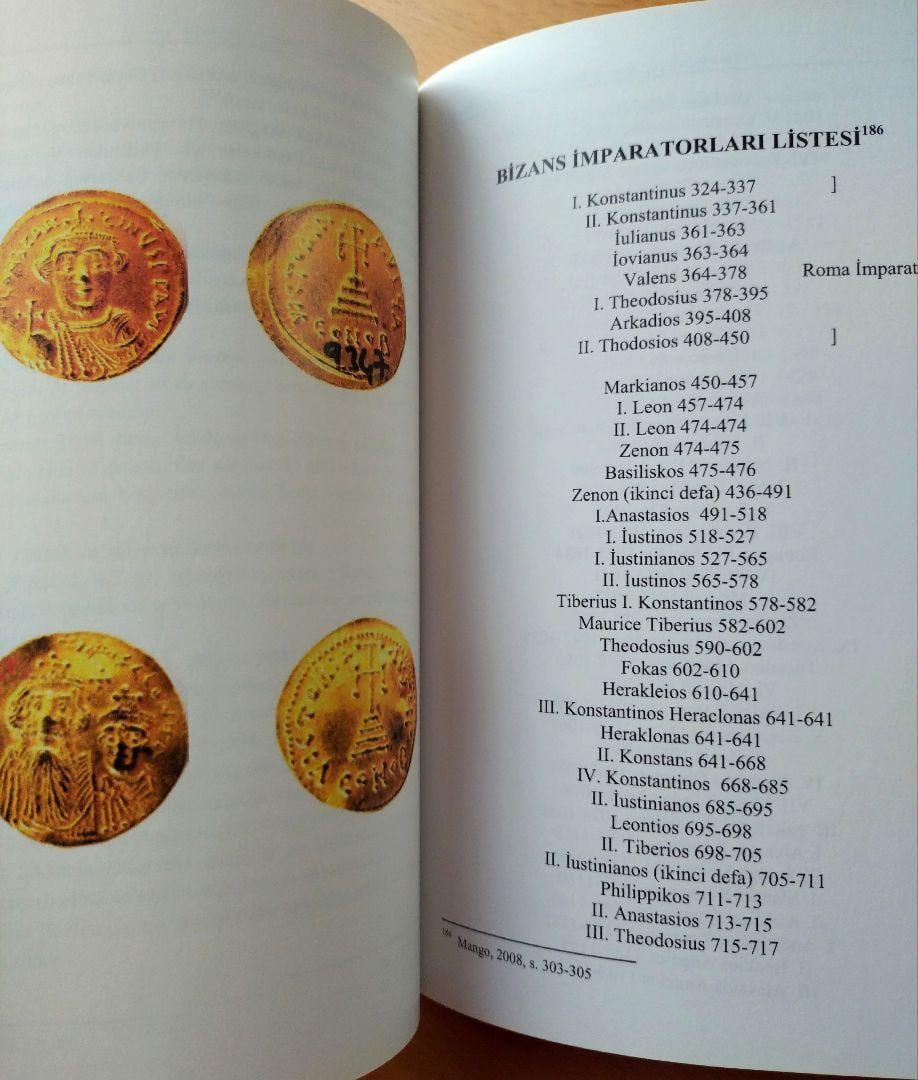 CONOR
9347
BİZANS İMPARATORLARI LİSTESİ186
I. Konstantinus 324-337 ]
II. Konstantinus 337-361
İulianus 361-363
İovianus 363-364
Valens 364-378 Roma İmparat
I. Theodosius 378-395
Arkadios 395-408
II. Thodosios 408-450 ]
Markianos 450-457
I. Leon 457-474
II. Leon 474-474
Zenon 474-475
Basiliskos 475-476
Zenon (ikinci defa) 436-491
I.Anastasios 491-518
I. İustinos 518-527
I. İustinianos 527-565
II. İustinos 565-578
Tiberius I. Konstantinos 578-582
Maurice Tiberius 582-602
Theodosius 590-602
Fokas 602-610
Herakleios 610-641
III. Konstantinos Heraclonas 641-641
Heraklonas 641-641
II. Konstans 641-668
IV. Konstantinos 668-685
II. İustinianos 685-695
Leontios 695-698
II. Tiberios 698-705
II. İustinianos (ikinci defa) 705-711
Philippikos 711-713
II. Anastasios 713-715
III. Theodosius 715-717
186 Mango, 2008, s. 303-305